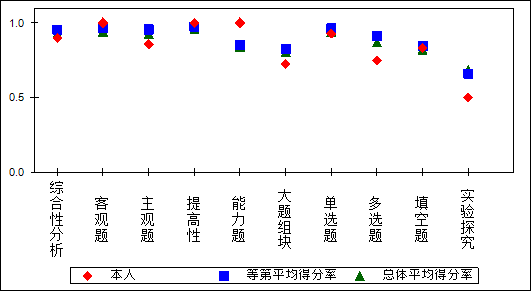 1.0
0.5
0.0
综合性分析
客观题
主观题
提高性
能力题
大题组块
单选题
多选题
填空题
实验探究
本人 等第平均得分率 总体平均得分率